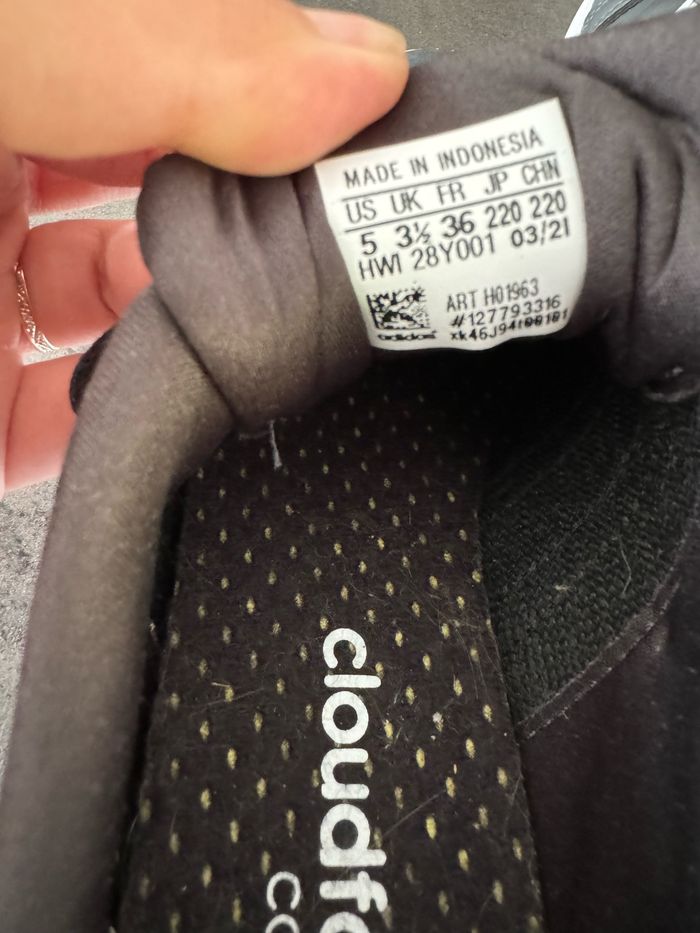 MADE IN INDONESIA
US UK FR JP CHN
5 3½ 36 220 220
HWI 28Y001 03/21
ART H01963
#127793316
adidas
cloudfo
co